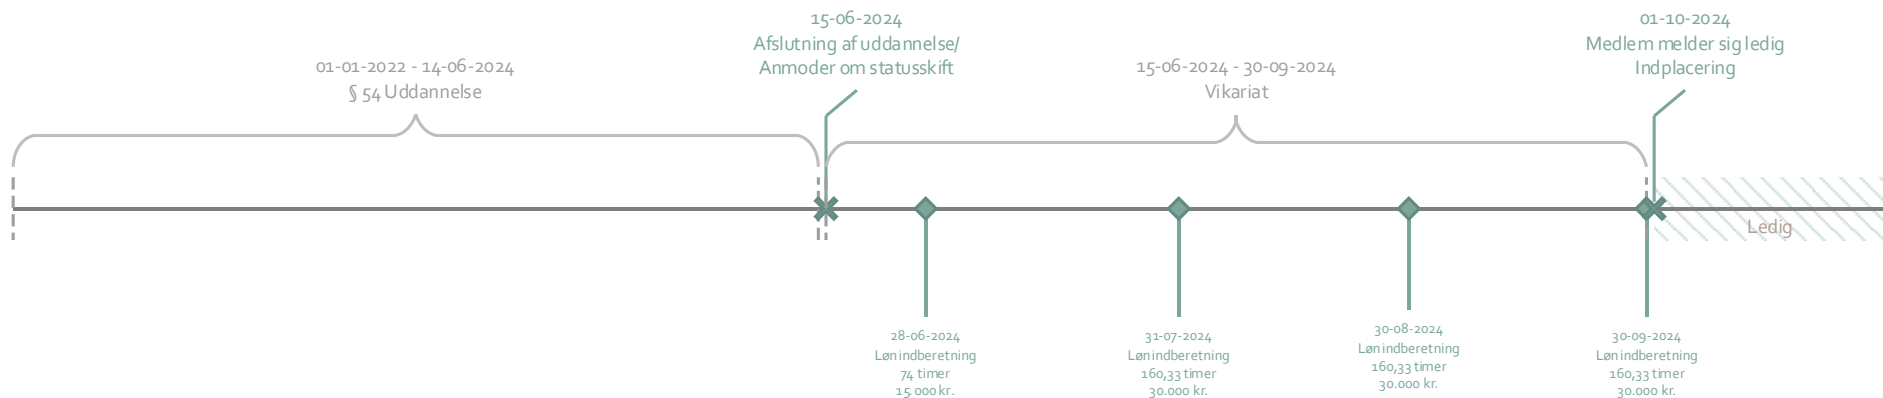 01-01-2022 - 14-06-2024
§ 54 Uddannelse
15-06-2024
Afslutning af uddannelse/
Anmoder om statusskift
15-06-2024 - 30-09-2024
Vikariat
01-10-2024
Medlem melder sig ledig
Indplacering
Ledig
28-06-2024
Lønindberetning
74 timer
15.000 kr.
31-07-2024
Lønindberetning
160,33 timer
30.000 kr.
30-08-2024
Lønindberetning
160,33 timer
30.000 kr.
30-09-2024
Lønindberetning
160,33 timer
30.000 kr.